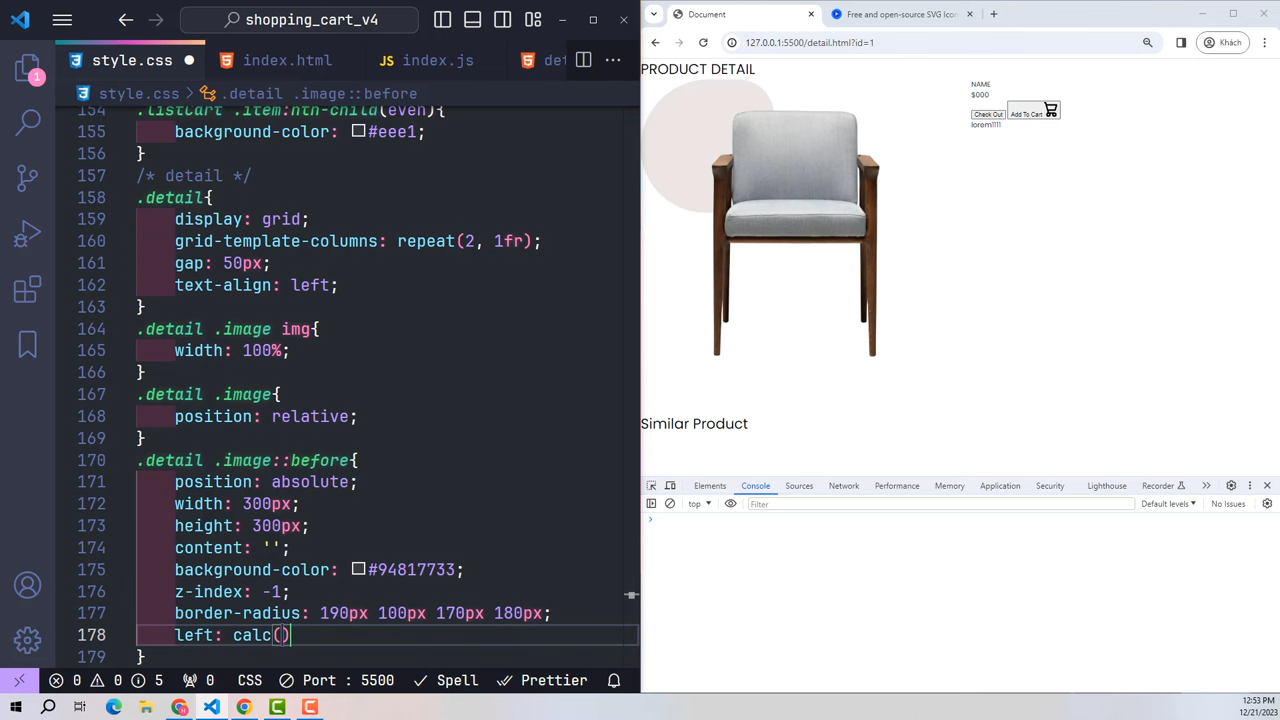 shopping_cart_v4
style.css
index.html
index.js
det
style.css > .detail .image::before
154 .listCart .item:nth-child(even){
155 background-color: #eee1;
156 }
157 /* detail */
158 .detail{
159 display: grid;
160 grid-template-columns: repeat(2, 1fr);
161 gap: 50px;
162 text-align: left;
163 }
164 .detail .image img{
165 width: 100%;
166 }
167 .detail .image{
168 position: relative;
169 }
170 .detail .image::before{
171 position: absolute;
172 width: 300px;
173 height: 300px;
174 content: '';
175 background-color: #94817733;
176 z-index: -1;
177 border-radius: 190px 100px 170px 180px;
178 left: calc()
179 }
1
0 0 5 0 CSS Port : 5500 Spell Prettier
Document
Free and open-source SVG icon
127.0.0.1:5500/detail.html?id=1
Khách
PRODUCT DETAIL
NAME
$000
Check Out Add To Cart
lorem1111
Similar Product
Elements Console Sources Network Performance Memory Application Security Lighthouse Recorder
top Filter Default levels No Issues
12:53 PM
12/21/2023